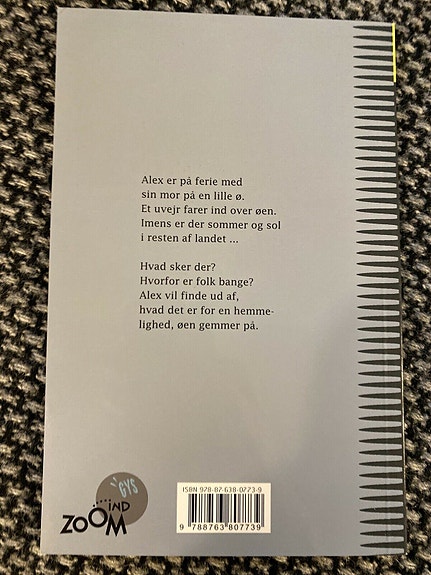 Alex er på ferie med
sin mor på en lille ø.
Et uvejr farer ind over øen.
Imens er der sommer og sol
i resten af landet ...
Hvad sker der?
Hvorfor er folk bange?
Alex vil finde ud af,
hvad det er for en hemme-
lighed, øen gemmer på.
GYS
ZOOM
IND
ISBN 978-87-638-0773-9
9 788763 807739